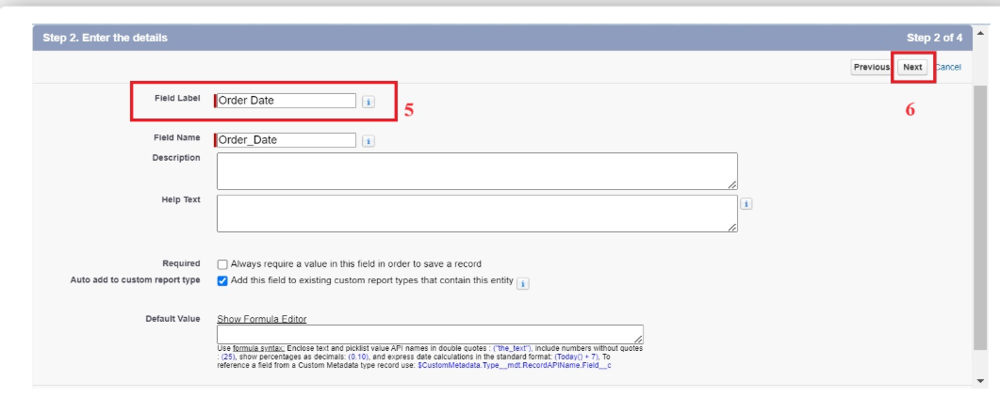 Step 2. Enter the details Step 2 of 4
Previous Next Cancel
Field Label Order Date i
5 6
Field Name Order_Date i
Description
Help Text i
Required Always require a value in this field in order to save a record
Auto add to custom report type Add this field to existing custom report types that contain this entity i
Default Value Show Formula Editor
Use formula syntax: Enclose text and picklist value API names in double quotes : ("the_text"), include numbers without quotes
: (25), show percentages as decimals: (0.10), and express date calculations in the standard format: (Today() + 7), To
reference a field from a Custom Metadata type record use: $CustomMetadata.Type__mdt.RecordAPIName.Field__c